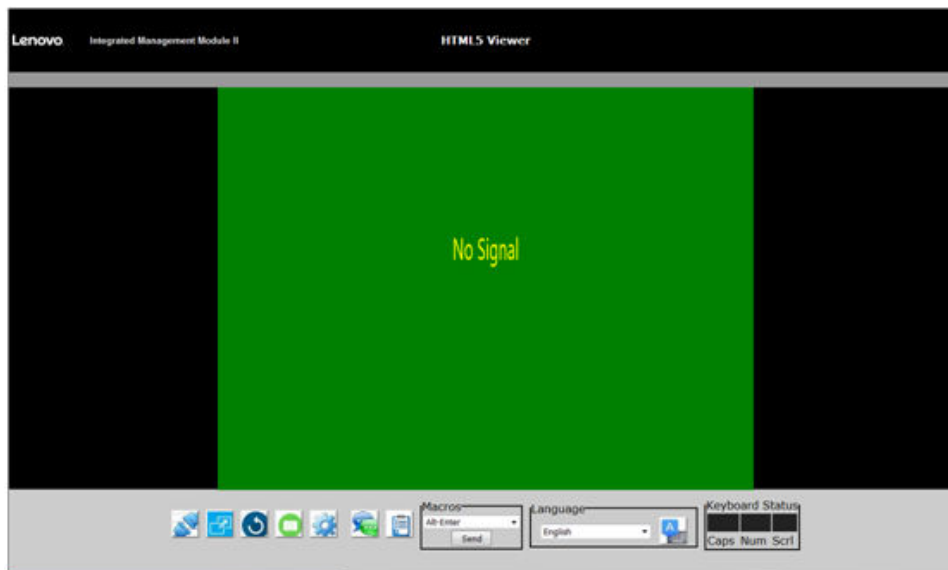 Lenovo Integrated Management Module II HTML5 Viewer
No Signal
Macros
Alt-Enter
Send
Language
English
A
Keyboard Status
Caps Num Scrl